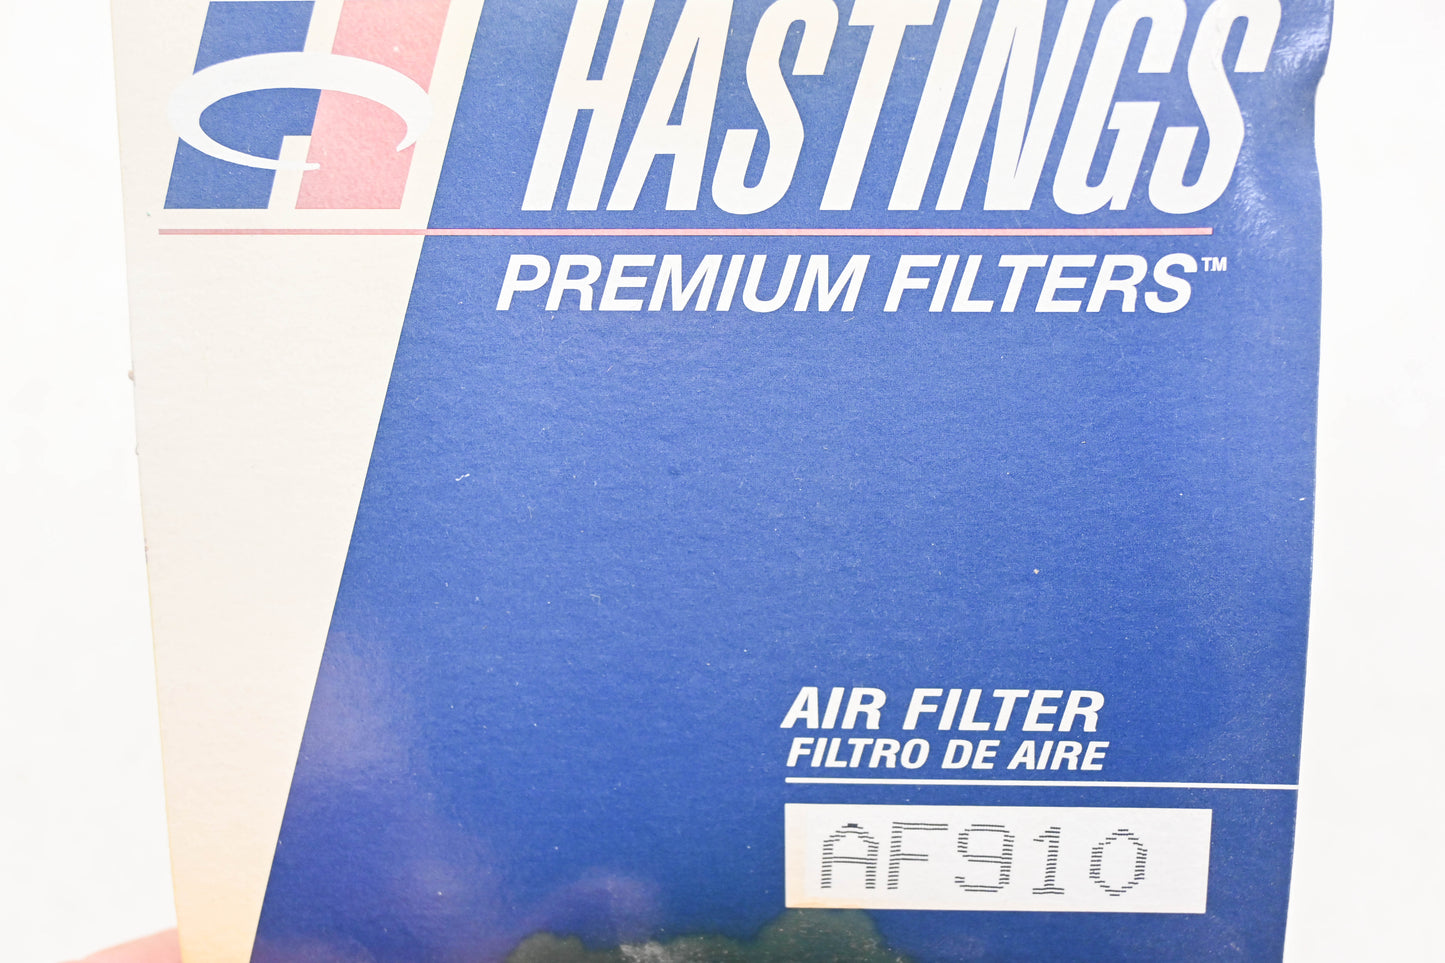 HASTINGS
PREMIUM FILTERS™
AIR FILTER
FILTRO DE AIRE
AF910